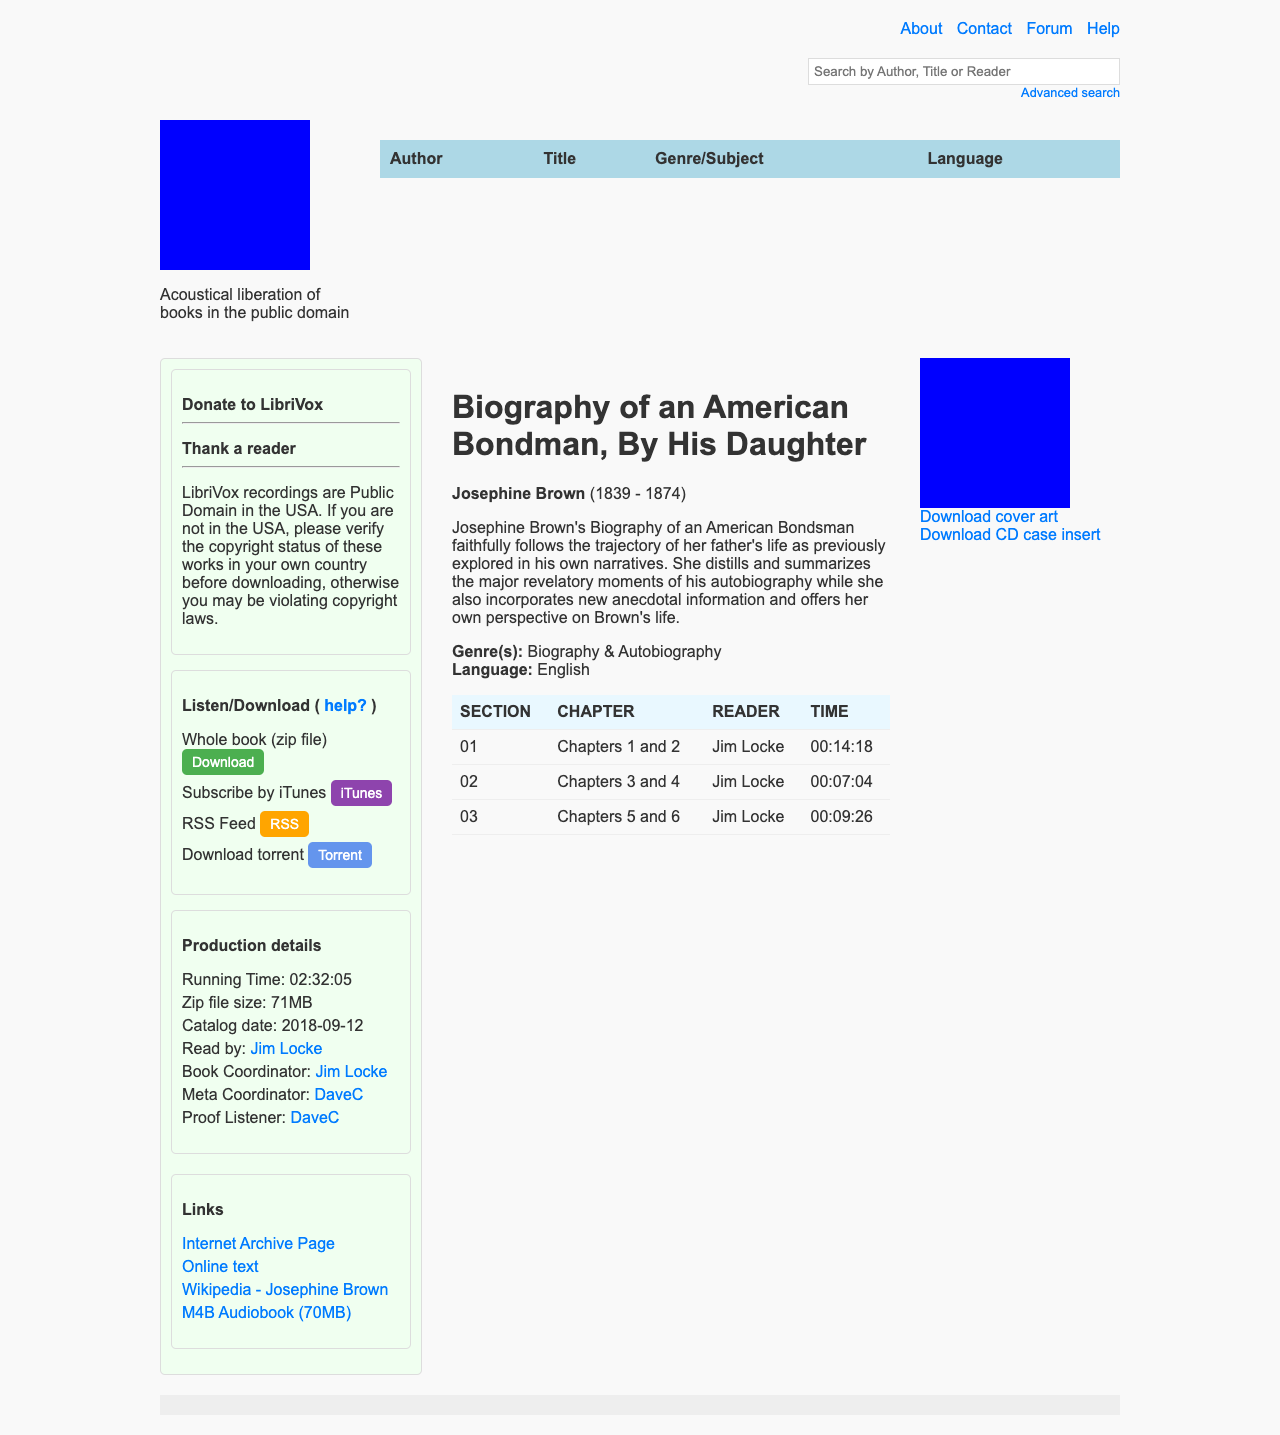 About Contact Forum Help
Search by Author, Title or Reader
Advanced search
Author Title Genre/Subject Language
Acoustical liberation of
books in the public domain
Donate to LibriVox
Thank a reader
LibriVox recordings are Public
Domain in the USA. If you are
not in the USA, please verify
the copyright status of these
works in your own country
before downloading, otherwise
you may be violating copyright
laws.
Listen/Download ( help? )
Whole book (zip file)
Download
Subscribe by iTunes iTunes
RSS Feed RSS
Download torrent Torrent
Production details
Running Time: 02:32:05
Zip file size: 71MB
Catalog date: 2018-09-12
Read by: Jim Locke
Book Coordinator: Jim Locke
Meta Coordinator: DaveC
Proof Listener: DaveC
Links
Internet Archive Page
Online text
Wikipedia - Josephine Brown
M4B Audiobook (70MB)
Biography of an American
Bondman, By His Daughter
Josephine Brown (1839 - 1874)
Josephine Brown's Biography of an American Bondsman
faithfully follows the trajectory of her father's life as previously
explored in his own narratives. She distills and summarizes
the major revelatory moments of his autobiography while she
also incorporates new anecdotal information and offers her
own perspective on Brown's life.
Genre(s): Biography & Autobiography
Language: English
SECTION CHAPTER READER TIME
01 Chapters 1 and 2 Jim Locke 00:14:18
02 Chapters 3 and 4 Jim Locke 00:07:04
03 Chapters 5 and 6 Jim Locke 00:09:26
Download cover art
Download CD case insert